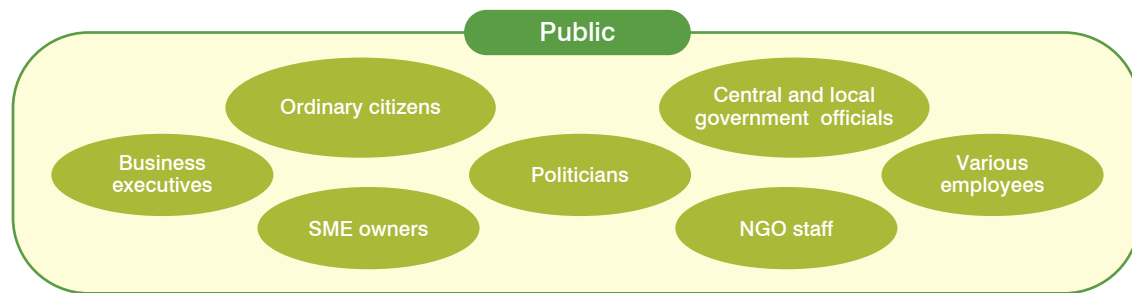 Public
Ordinary citizens
Central and local
government officials
Business
executives
Politicians
Various
employees
SME owners
NGO staff